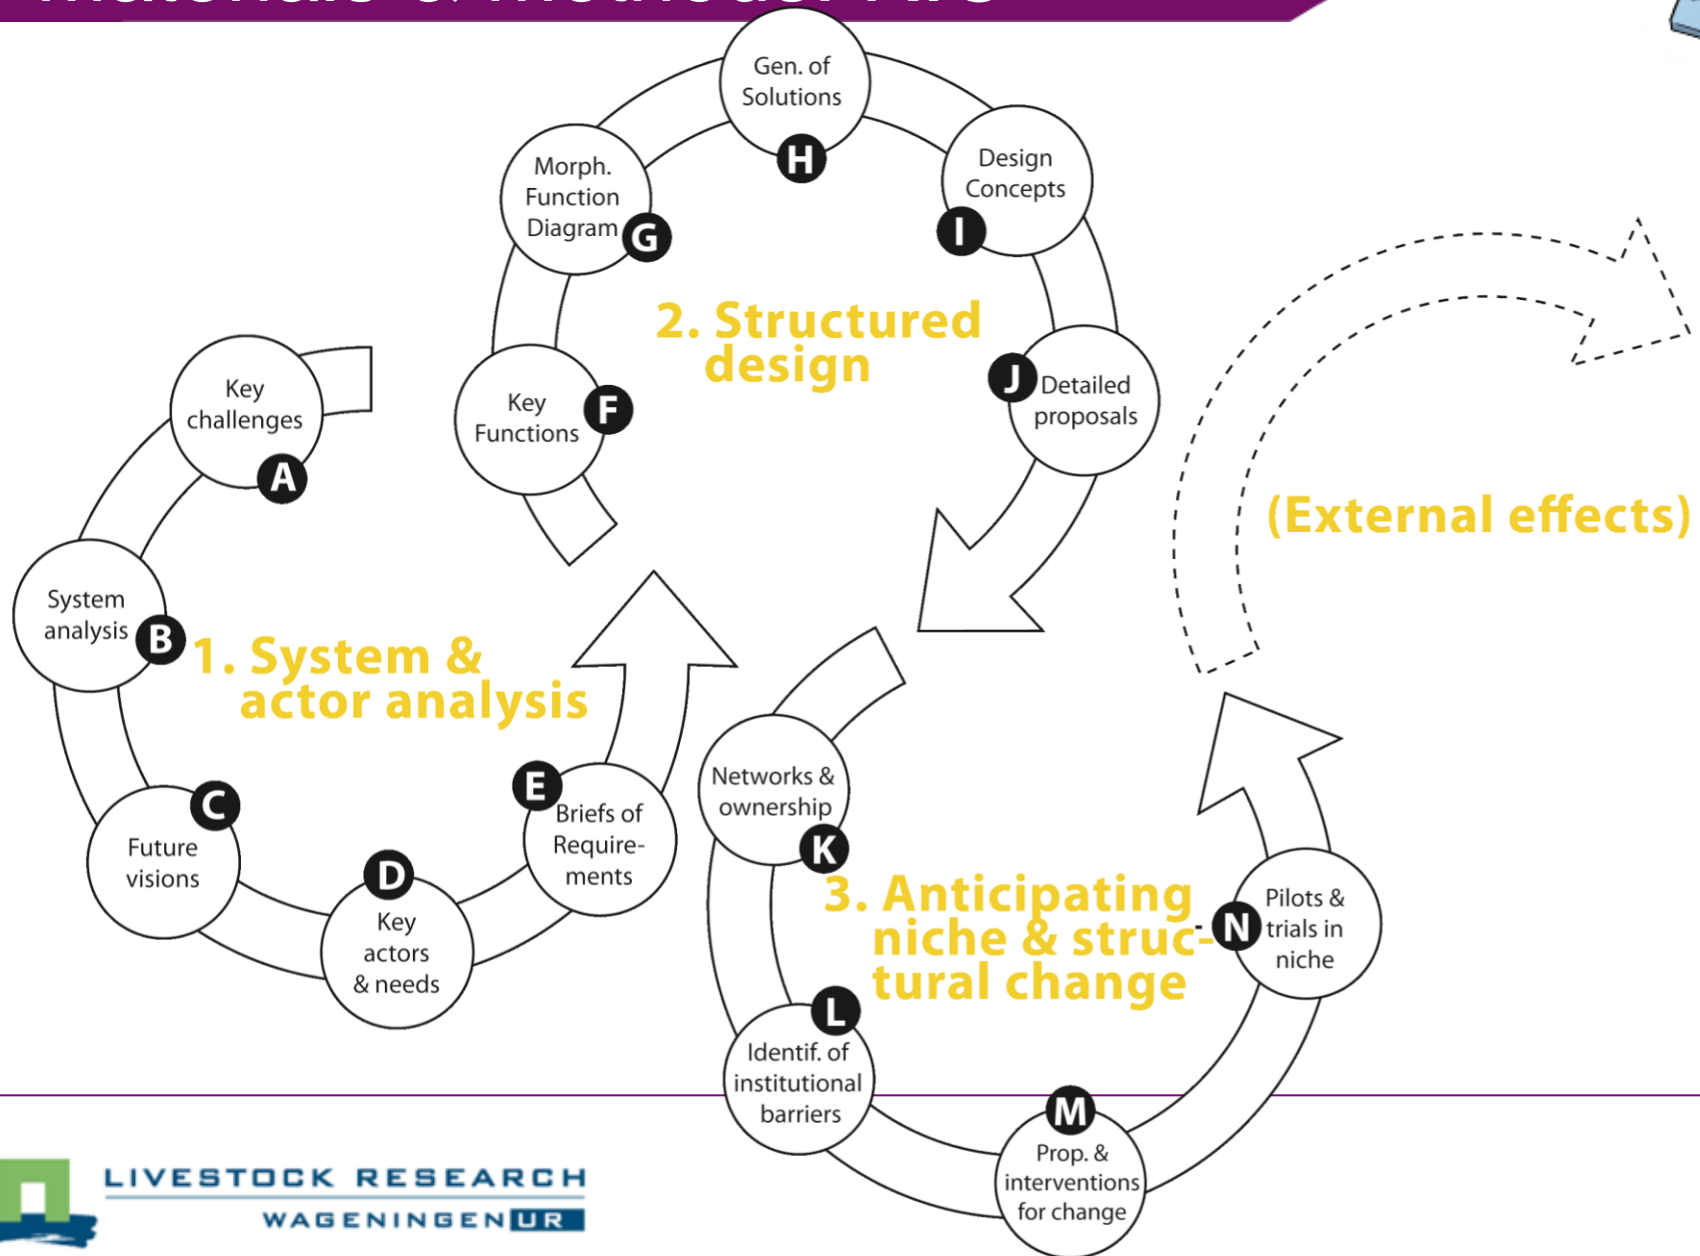 Key
challenges
A
System
analysis
B
1. System &
actor analysis
Future
visions
C
D
Key
actors
& needs
E
Briefs of
Require-
ments
Key
Functions
F
Morph.
Function
Diagram
G
Gen. of
Solutions
H
Design
Concepts
I
2. Structured
design
J
Detailed
proposals
Networks &
ownership
K
3. Anticipating
niche & struc-
tural change
L
Identif. of
institutional
barriers
M
Prop. &
interventions
for change
N
Pilots &
trials in
niche
(External effects)
LIVESTOCK RESEARCH
WAGENINGEN UR